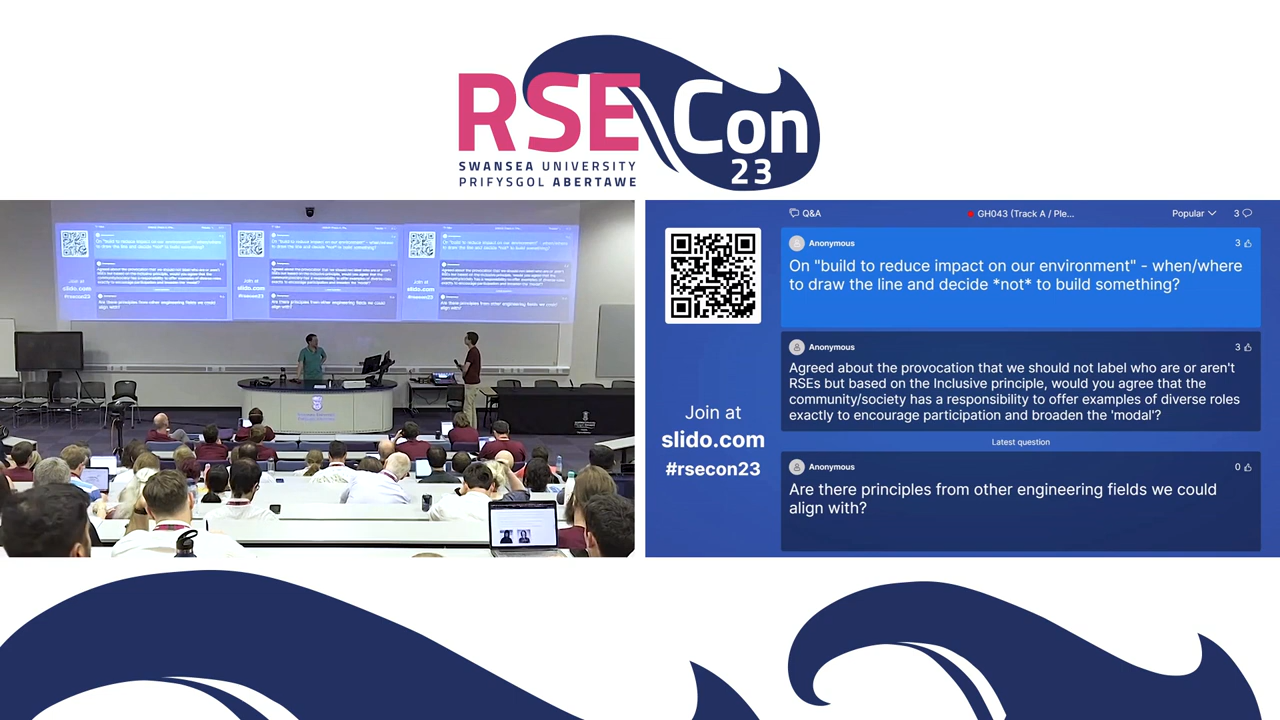 RSE Con
23
SWANSEA UNIVERSITY
PRIFYSGOL ABERTAWE
Join at
slido.com
#rsecon23
Q&A
GH043 (Track A / Ple...
Popular
3
Anonymous
3
On "build to reduce impact on our environment" - when/where
to draw the line and decide *not* to build something?
Anonymous
3
Agreed about the provocation that we should not label who are or aren't
RSEs but based on the Inclusive principle, would you agree that the
community/society has a responsibility to offer examples of diverse roles
exactly to encourage participation and broaden the 'modal'?
Latest question
Anonymous
0
Are there principles from other engineering fields we could
align with?